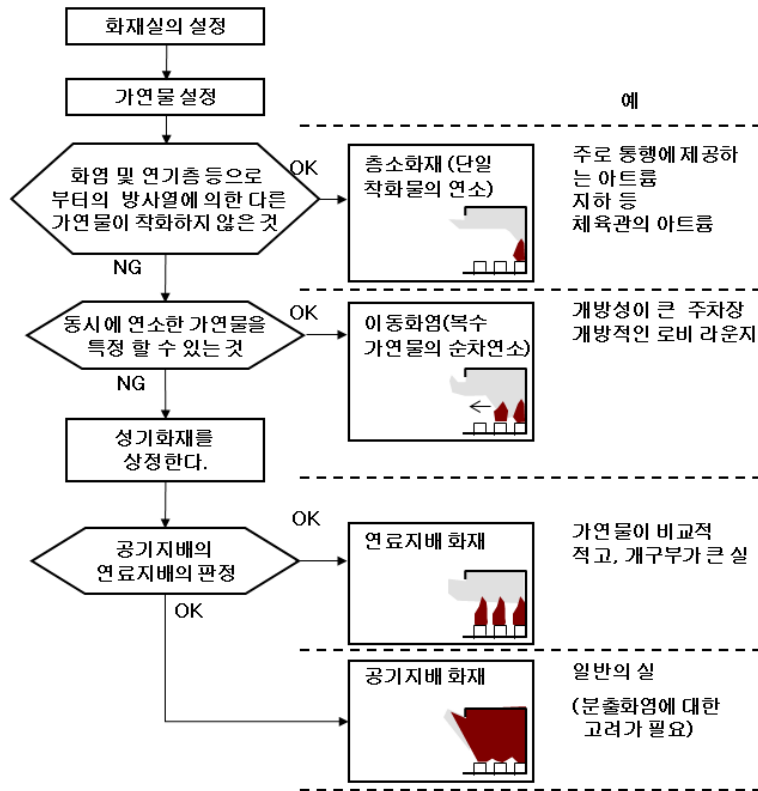 화재실의 설정
가연물 설정
예
화염 및 연기층 등으로
부터의 방사열에 의한 다른
가연물이 착화하지 않은 것
OK
층소화재 (단일
착화물의 연소)
주로 통행에 제공하
는 아트룸
지하 등
체육관의 아트룸
NG
동시에 연소한 가연물을
특정 할 수 있는 것
OK
이동화염(복수
가연물의 순차연소)
개방성이 큰 주차장
개방적인 로비 라운지
NG
성기화재를
상정한다.
공기지배의
연료지배의 판정
OK
연료지배 화재
가연물이 비교적
적고, 개구부가 큰 실
OK
공기지배 화재
일반의 실
(분출화염에 대한
고려가 필요)